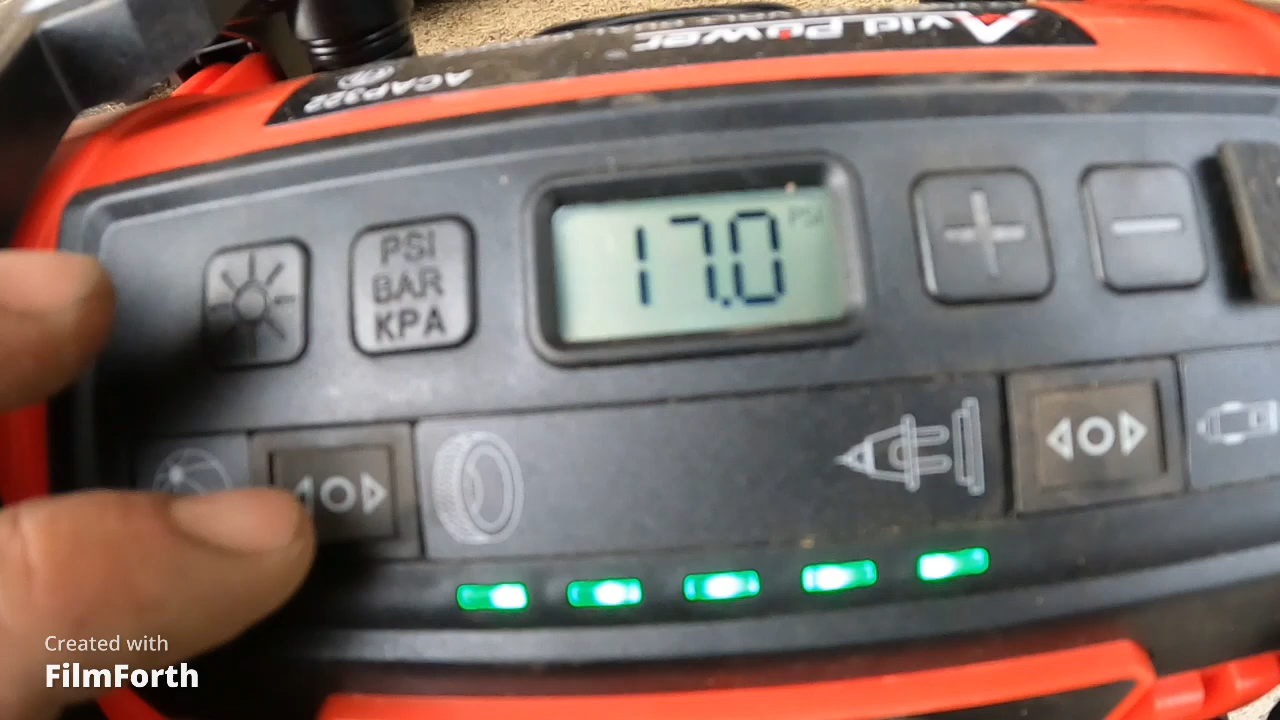 Avid Power
ACAP322
PSI
BAR
KPA
17.0 PSI
Created with
FilmForth